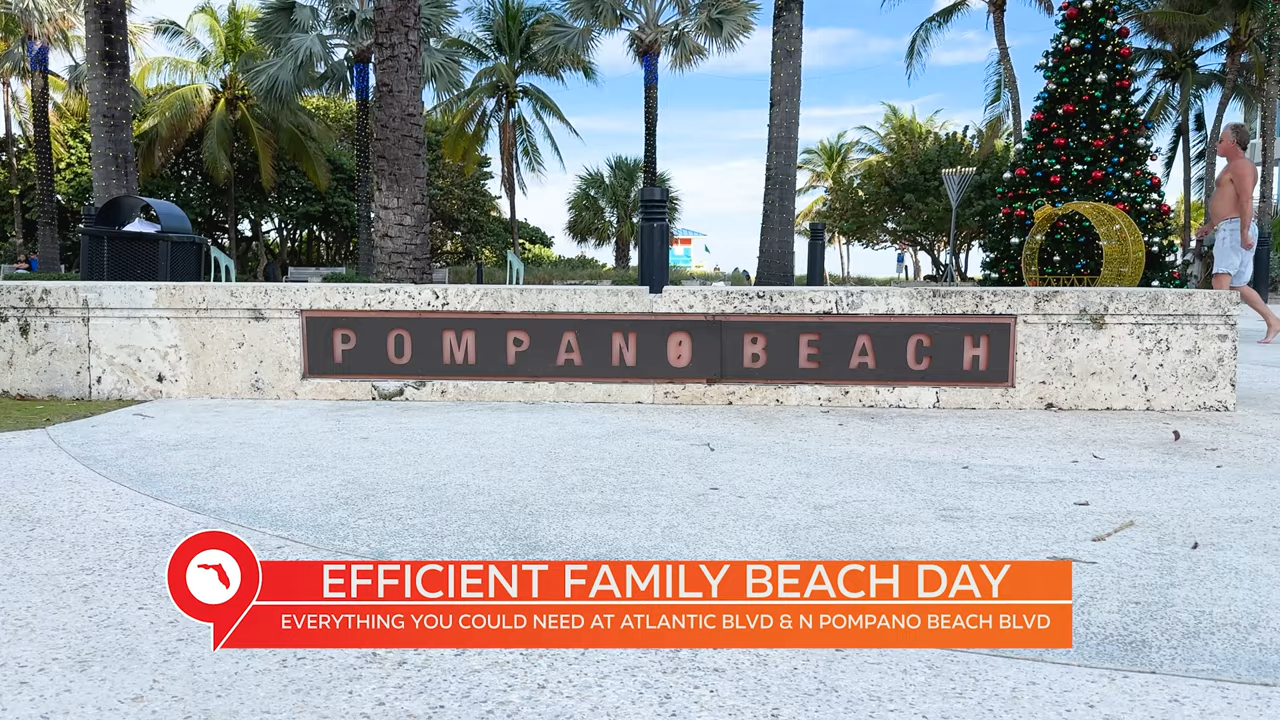 POMPANO BEACH
EFFICIENT FAMILY BEACH DAY
EVERYTHING YOU COULD NEED AT ATLANTIC BLVD & N POMPANO BEACH BLVD